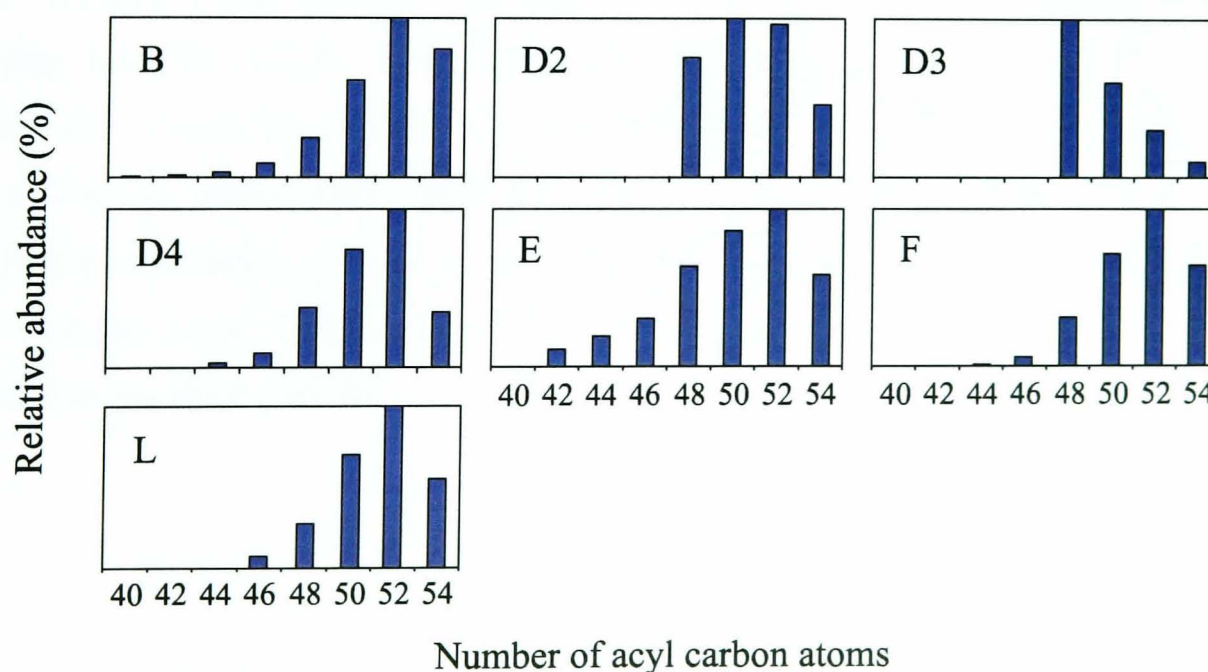 B
D2
D3
Relative abundance (%)
D4
E
F
40 42 44 46 48 50 52 54
40 42 44 46 48 50 52 54
L
40 42 44 46 48 50 52 54
Number of acyl carbon atoms